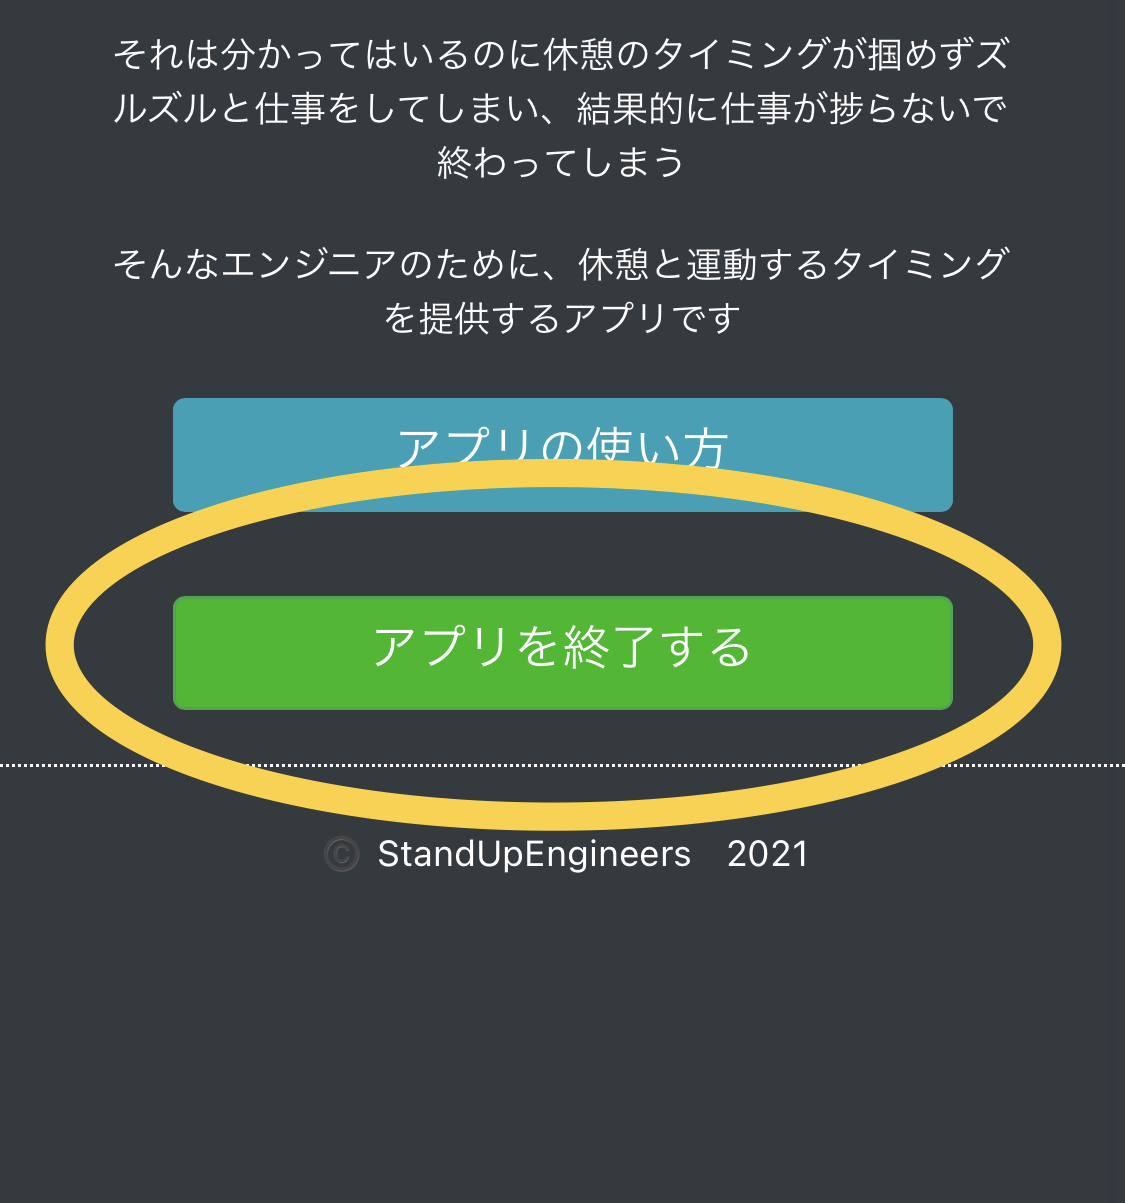 それは分かってはいるのに休憩のタイミングが掴めずズ
ルズルと仕事をしてしまい、結果的に仕事が捗らないで
終わってしまう
そんなエンジニアのために、休憩と運動するタイミング
を提供するアプリです
アプリの使い方
アプリを終了する
© StandUpEngineers　2021